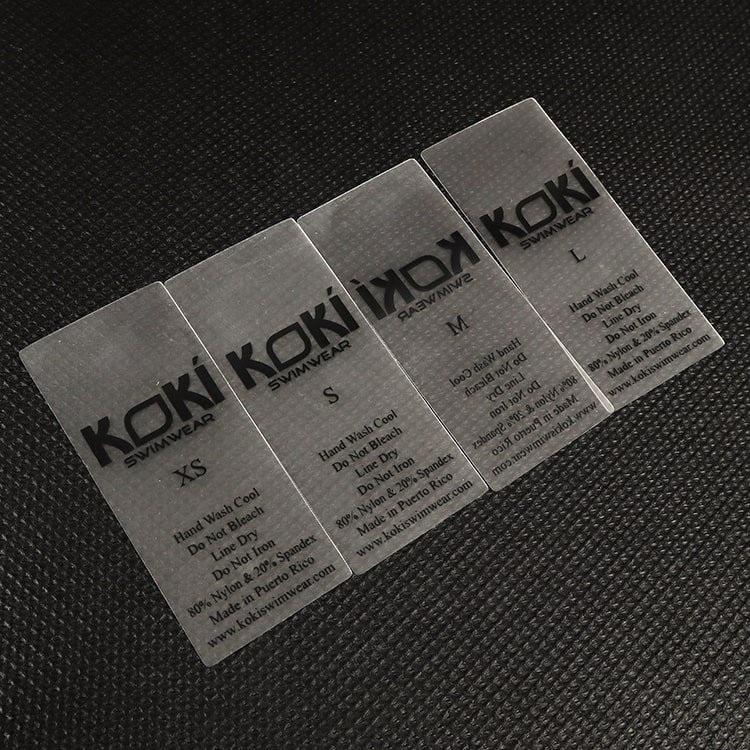 KOKÍ
SWIMWEAR
XS
Hand Wash Cool
Do Not Bleach
Line Dry
Do Not Iron
80% Nylon & 20% Spandex
Made in Puerto Rico
www.kokiswimwear.com
KOKÍ
SWIMWEAR
S
Hand Wash Cool
Do Not Bleach
Line Dry
Do Not Iron
80% Nylon & 20% Spandex
Made in Puerto Rico
www.kokiswimwear.com
KOKÍ
SWIMWEAR
M
Hand Wash Cool
Do Not Bleach
Line Dry
Do Not Iron
80% Nylon & 20% Spandex
Made in Puerto Rico
www.kokiswimwear.com
KOKÍ
SWIMWEAR
L
Hand Wash Cool
Do Not Bleach
Line Dry
Do Not Iron
80% Nylon & 20% Spandex
Made in Puerto Rico
www.kokiswimwear.com